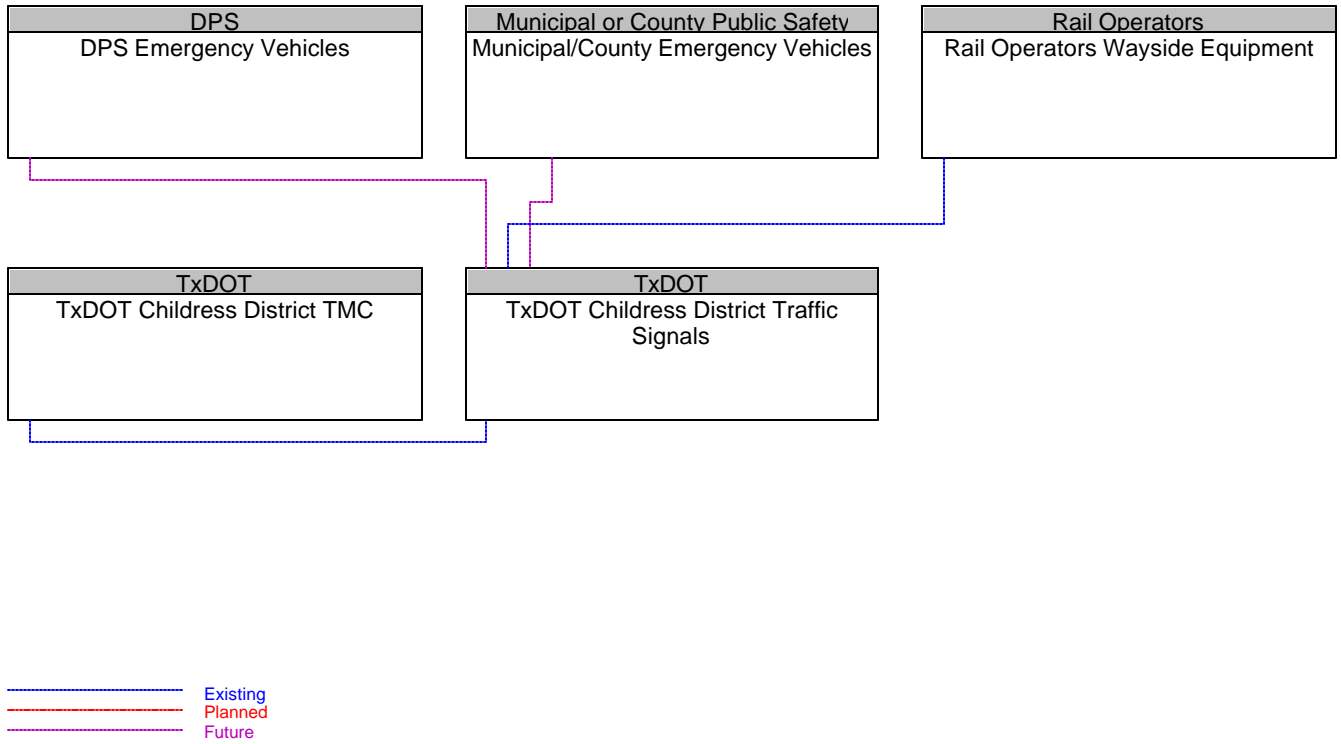 DPS
DPS Emergency Vehicles
Municipal or County Public Safety
Municipal/County Emergency Vehicles
Rail Operators
Rail Operators Wayside Equipment
TxDOT
TxDOT Childress District TMC
TxDOT
TxDOT Childress District Traffic
Signals
Existing
Planned
Future